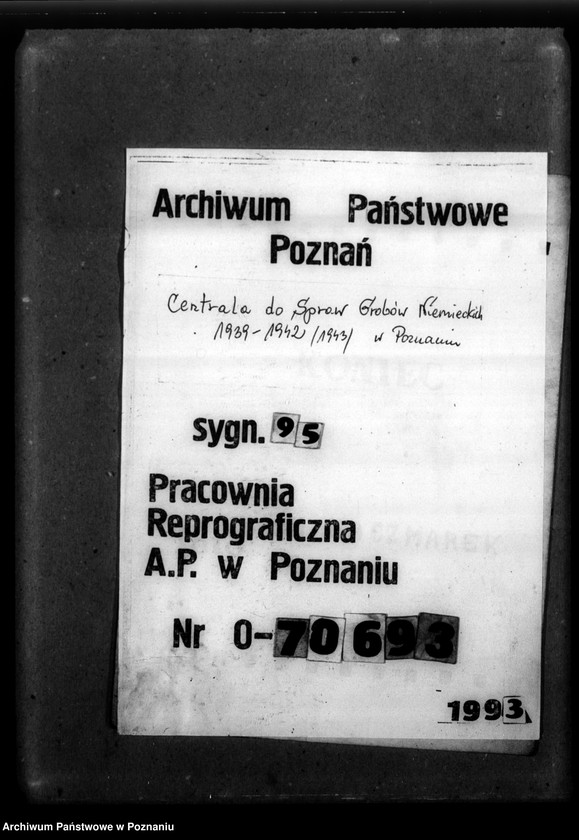 Archiwum Państwowe
Poznań
Centrala do Spraw Grobów Niemieckich
1939-1942 /1943/ w Poznaniu
KONIEC
sygn. 95
Pracownia
Reprograficzna
A.P. w Poznaniu
Nr 0-70693
1993
Archiwum Państwowe w Poznaniu